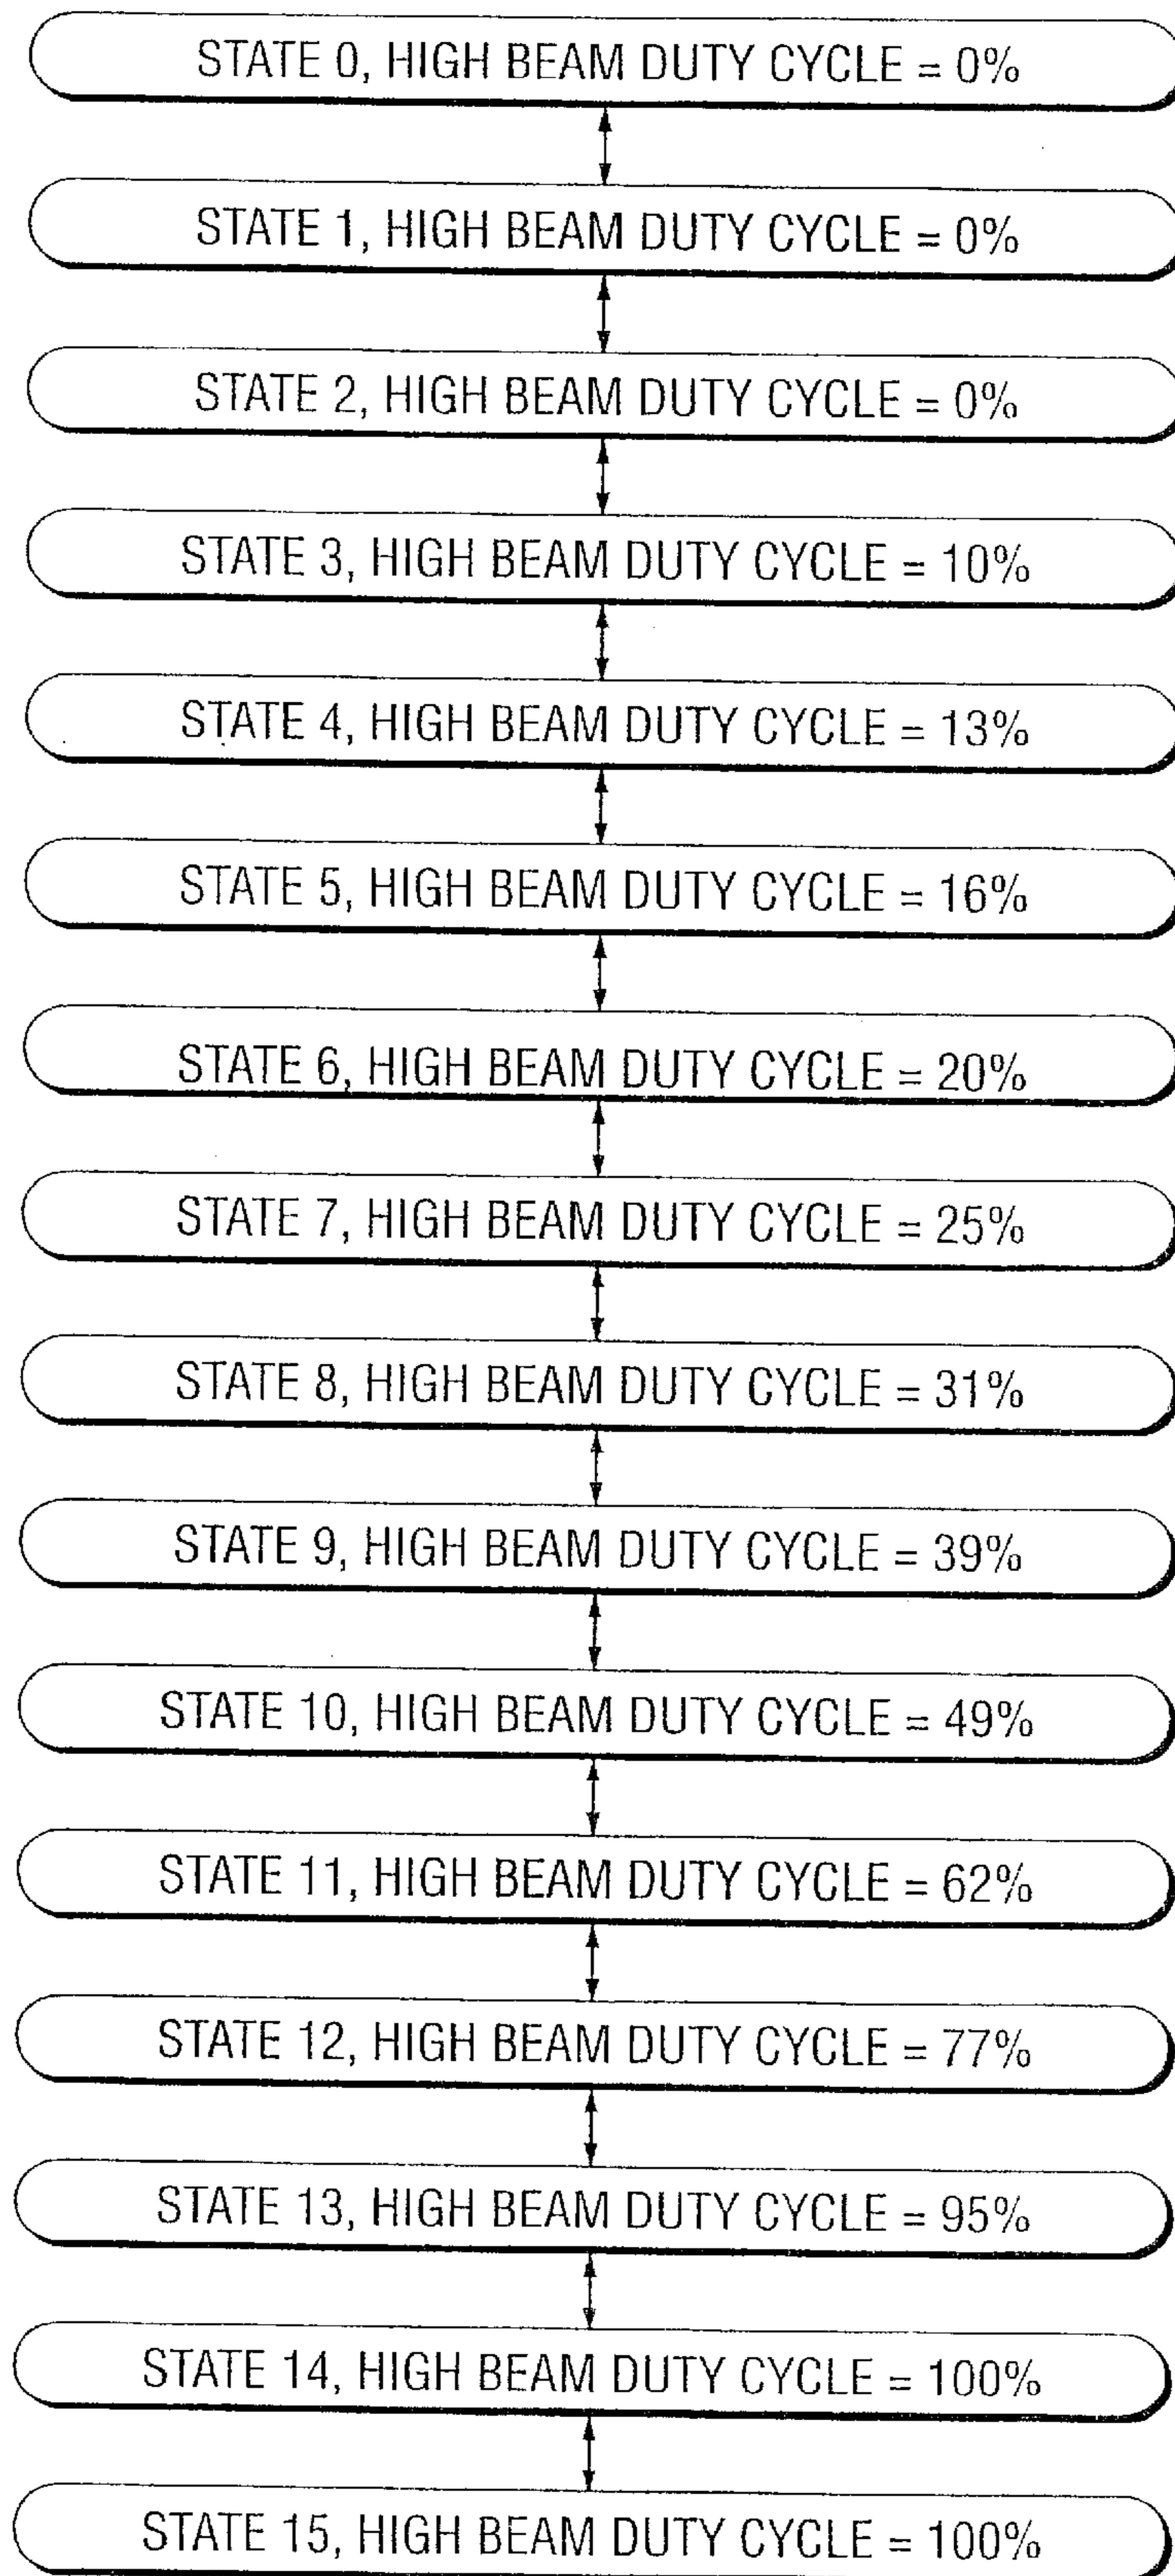 STATE 0, HIGH BEAM DUTY CYCLE = 0%
STATE 1, HIGH BEAM DUTY CYCLE = 0%
STATE 2, HIGH BEAM DUTY CYCLE = 0%
STATE 3, HIGH BEAM DUTY CYCLE = 10%
STATE 4, HIGH BEAM DUTY CYCLE = 13%
STATE 5, HIGH BEAM DUTY CYCLE = 16%
STATE 6, HIGH BEAM DUTY CYCLE = 20%
STATE 7, HIGH BEAM DUTY CYCLE = 25%
STATE 8, HIGH BEAM DUTY CYCLE = 31%
STATE 9, HIGH BEAM DUTY CYCLE = 39%
STATE 10, HIGH BEAM DUTY CYCLE = 49%
STATE 11, HIGH BEAM DUTY CYCLE = 62%
STATE 12, HIGH BEAM DUTY CYCLE = 77%
STATE 13, HIGH BEAM DUTY CYCLE = 95%
STATE 14, HIGH BEAM DUTY CYCLE = 100%
STATE 15, HIGH BEAM DUTY CYCLE = 100%